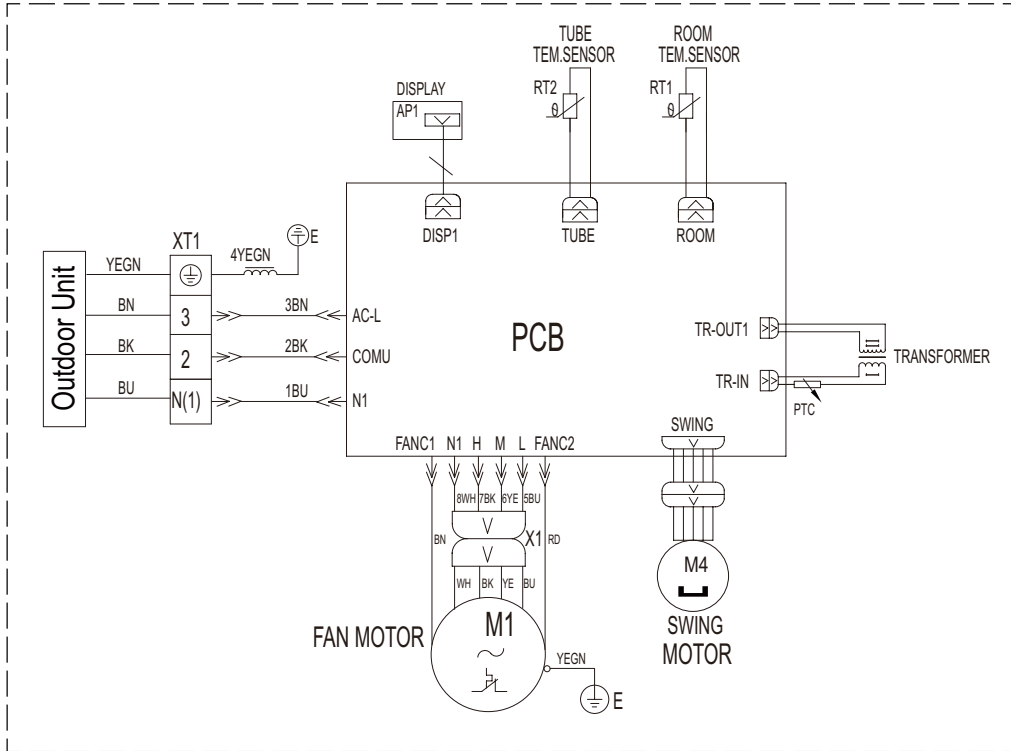 TUBE
TEM.SENSOR
ROOM
TEM.SENSOR
DISPLAY
AP1
RT2
θ
RT1
θ
DISP1
TUBE
ROOM
XT1
4YEGN
E
Outdoor Unit
YEGN
BN
3
3BN
AC-L
BK
2
2BK
COMU
BU
N(1)
1BU
N1
PCB
TR-OUT1
TR-IN
II
I
TRANSFORMER
PTC
FANC1 N1 H M L FANC2
SWING
8WH 7BK 6YE 5BU
BN
X1
RD
WH BK YE BU
FAN MOTOR
M1
YEGN
E
M4
SWING
MOTOR